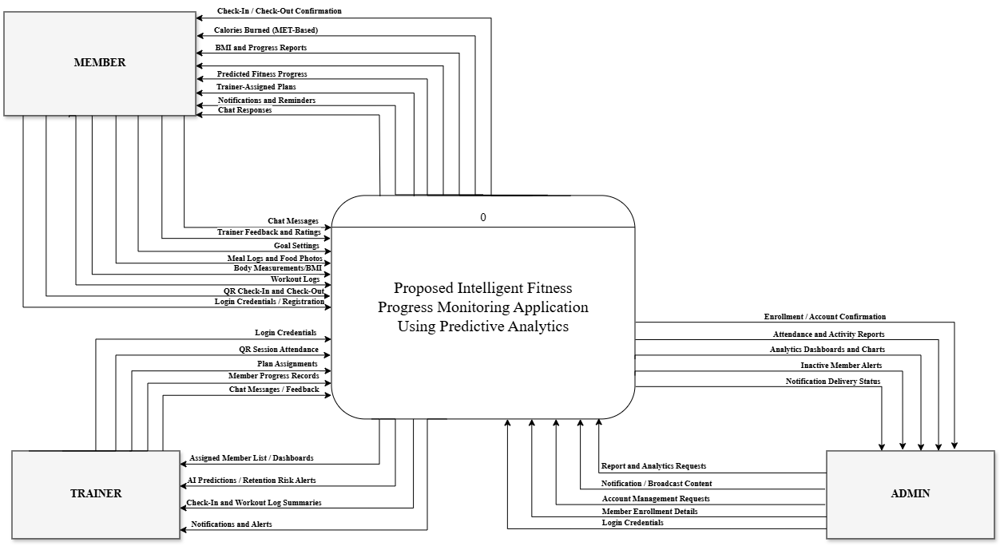 Check-In / Check-Out Confirmation
Calories Burned (MET-Based)
BMI and Progress Reports
Predicted Fitness Progress
Trainer-Assigned Plans
Notifications and Reminders
Chat Responses
MEMBER
0
Proposed Intelligent Fitness
Progress Monitoring Application
Using Predictive Analytics
Chat Messages
Trainer Feedback and Ratings
Goal Settings
Meal Logs and Food Photos
Body Measurements/BMI
Workout Logs
QR Check-In and Check-Out
Login Credentials / Registration
Login Credentials
QR Session Attendance
Plan Assignments
Member Progress Records
Chat Messages / Feedback
Enrollment / Account Confirmation
Attendance and Activity Reports
Analytics Dashboards and Charts
Inactive Member Alerts
Notification Delivery Status
TRAINER
Assigned Member List / Dashboards
AI Predictions / Retention Risk Alerts
Check-In and Workout Log Summaries
Notifications and Alerts
Report and Analytics Requests
Notification / Broadcast Content
Account Management Requests
Member Enrollment Details
Login Credentials
ADMIN